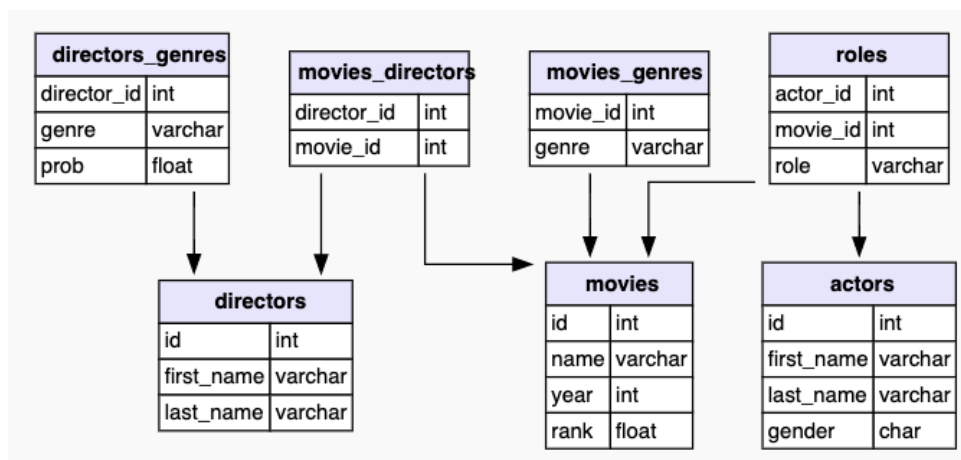 directors_genres
director_id int
genre varchar
prob float
movies_directors
director_id int
movie_id int
movies_genres
movie_id int
genre varchar
roles
actor_id int
movie_id int
role varchar
directors
id int
first_name varchar
last_name varchar
movies
id int
name varchar
year int
rank float
actors
id int
first_name varchar
last_name varchar
gender char